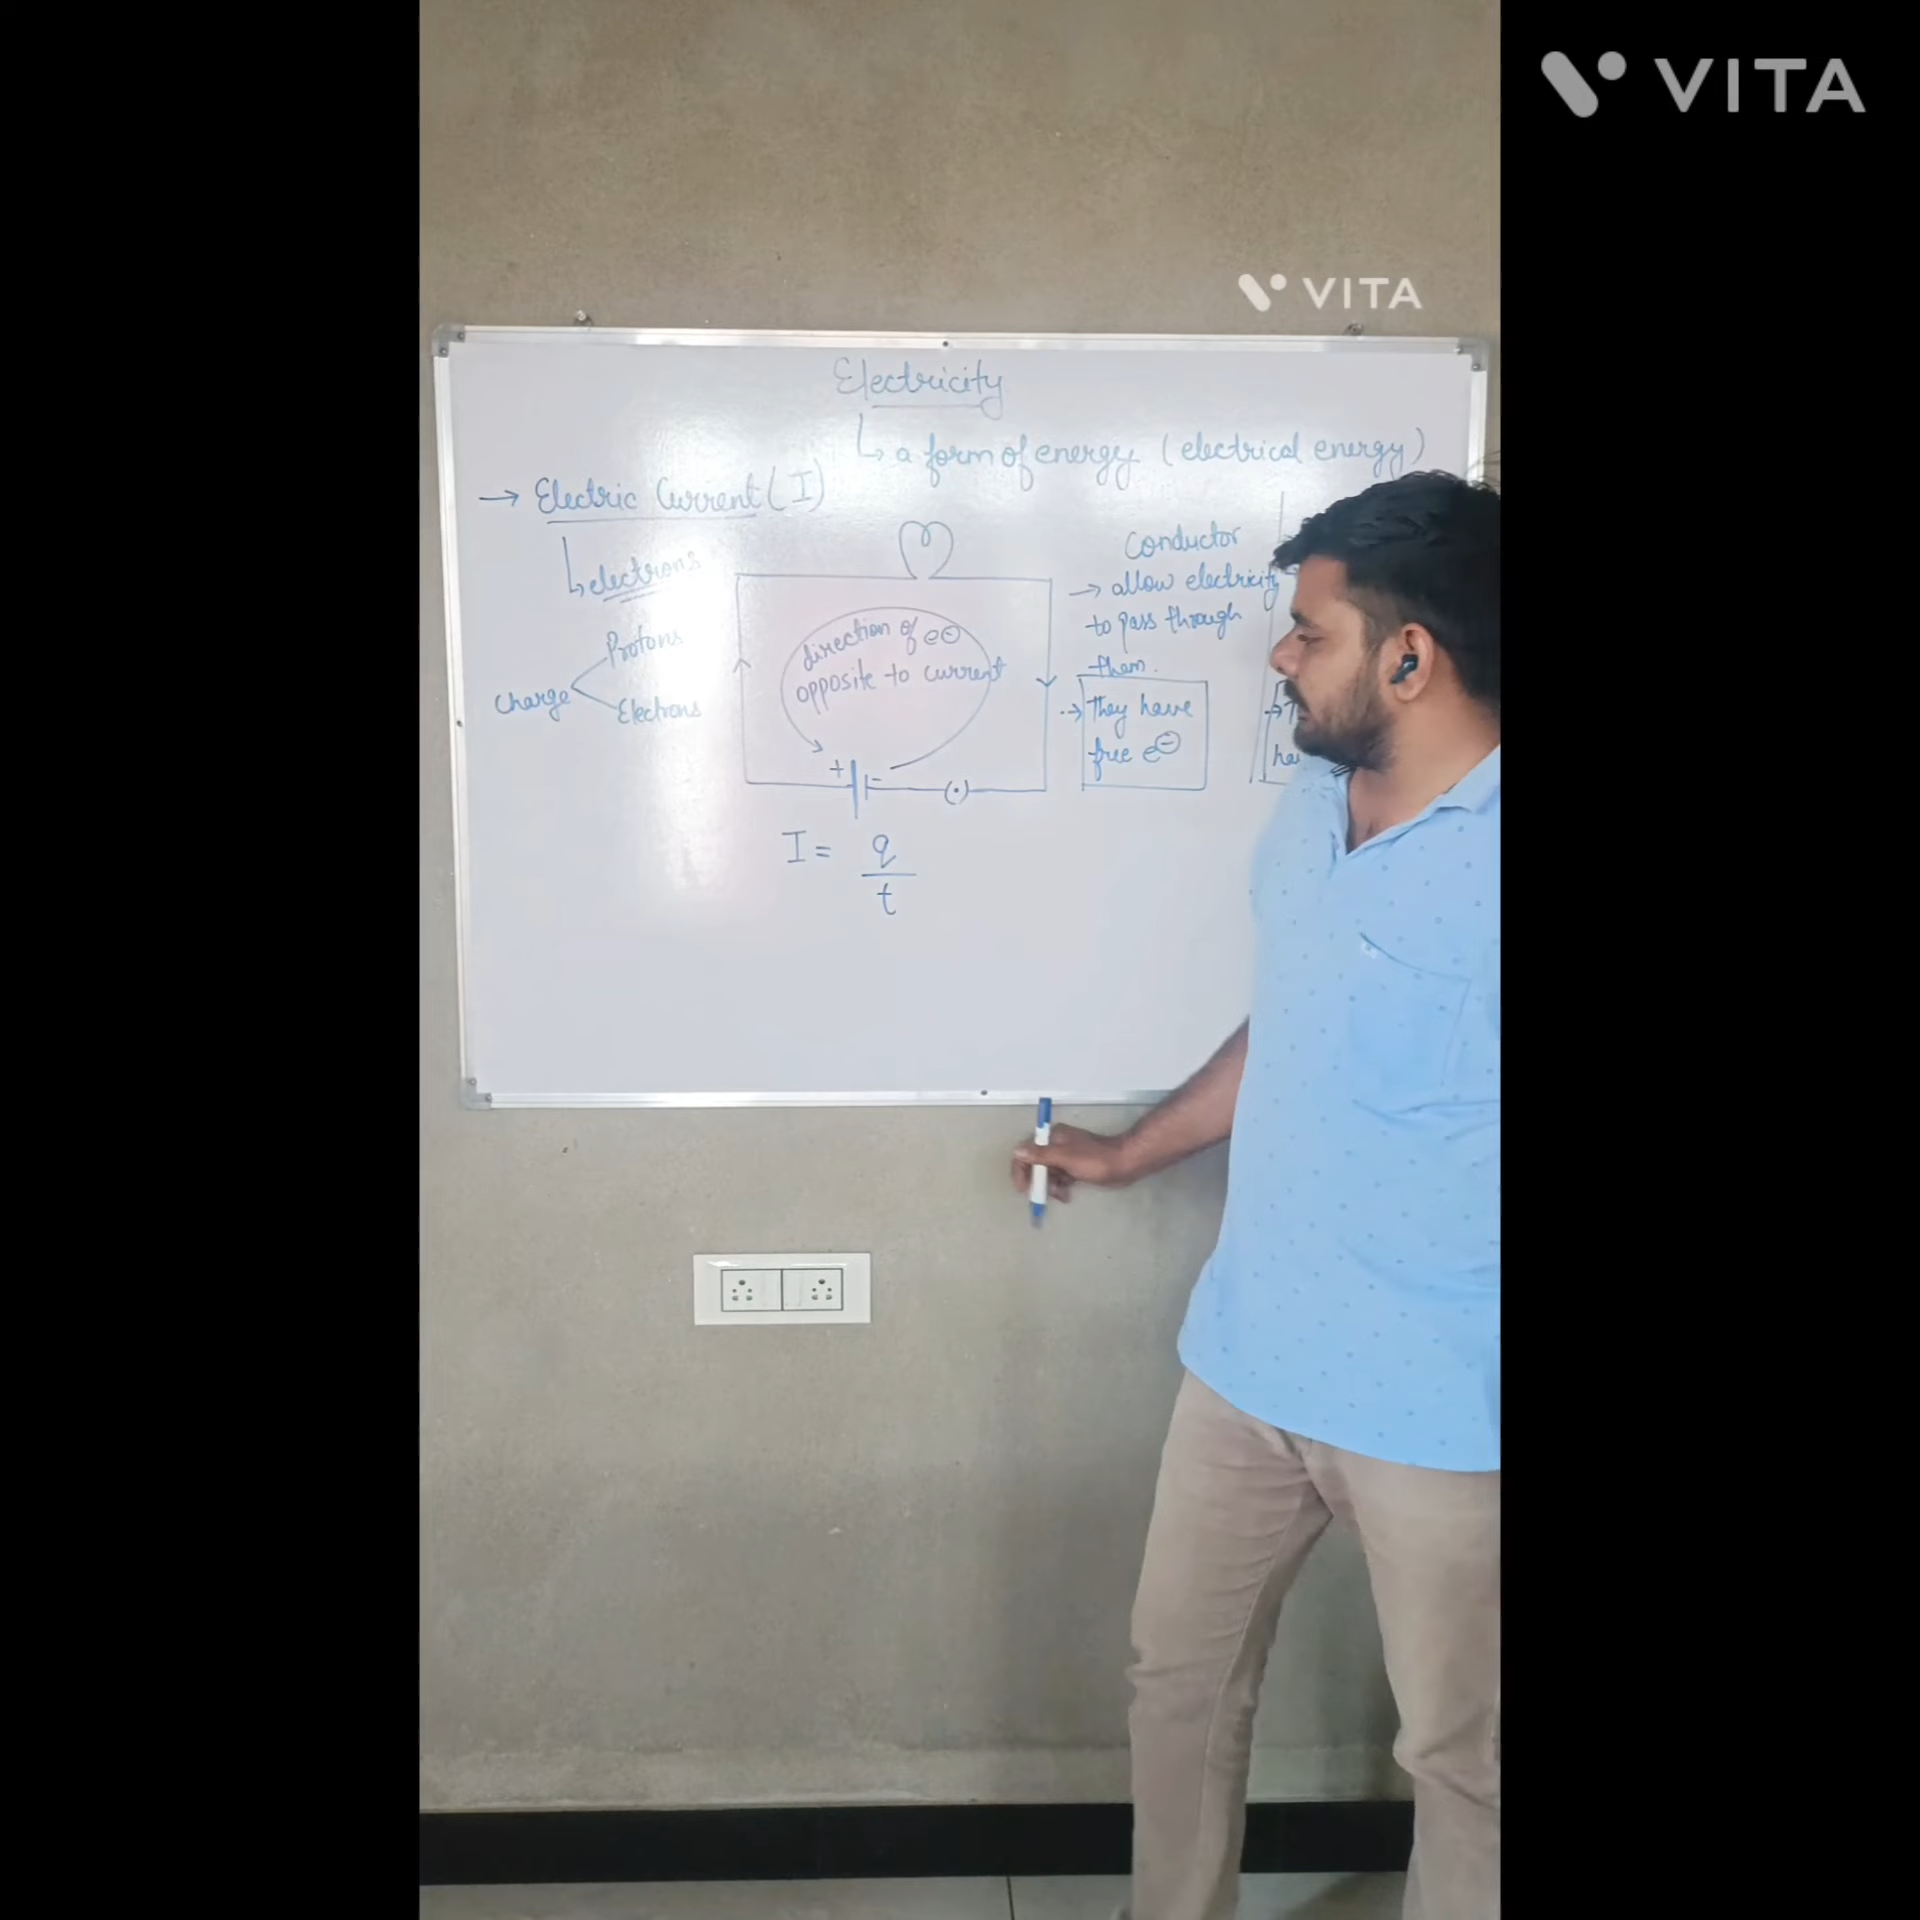 VITA
VITA
Electricity
↳ a form of energy (electrical energy)
→ Electric Current (I)
↳ electrons
Protons
Charge
Electrons
direction of e⊖
opposite to current
+ -
(·)
I = q
t
Conductor
→ allow electricity
to pass through
them.
→ They have
free e⊖